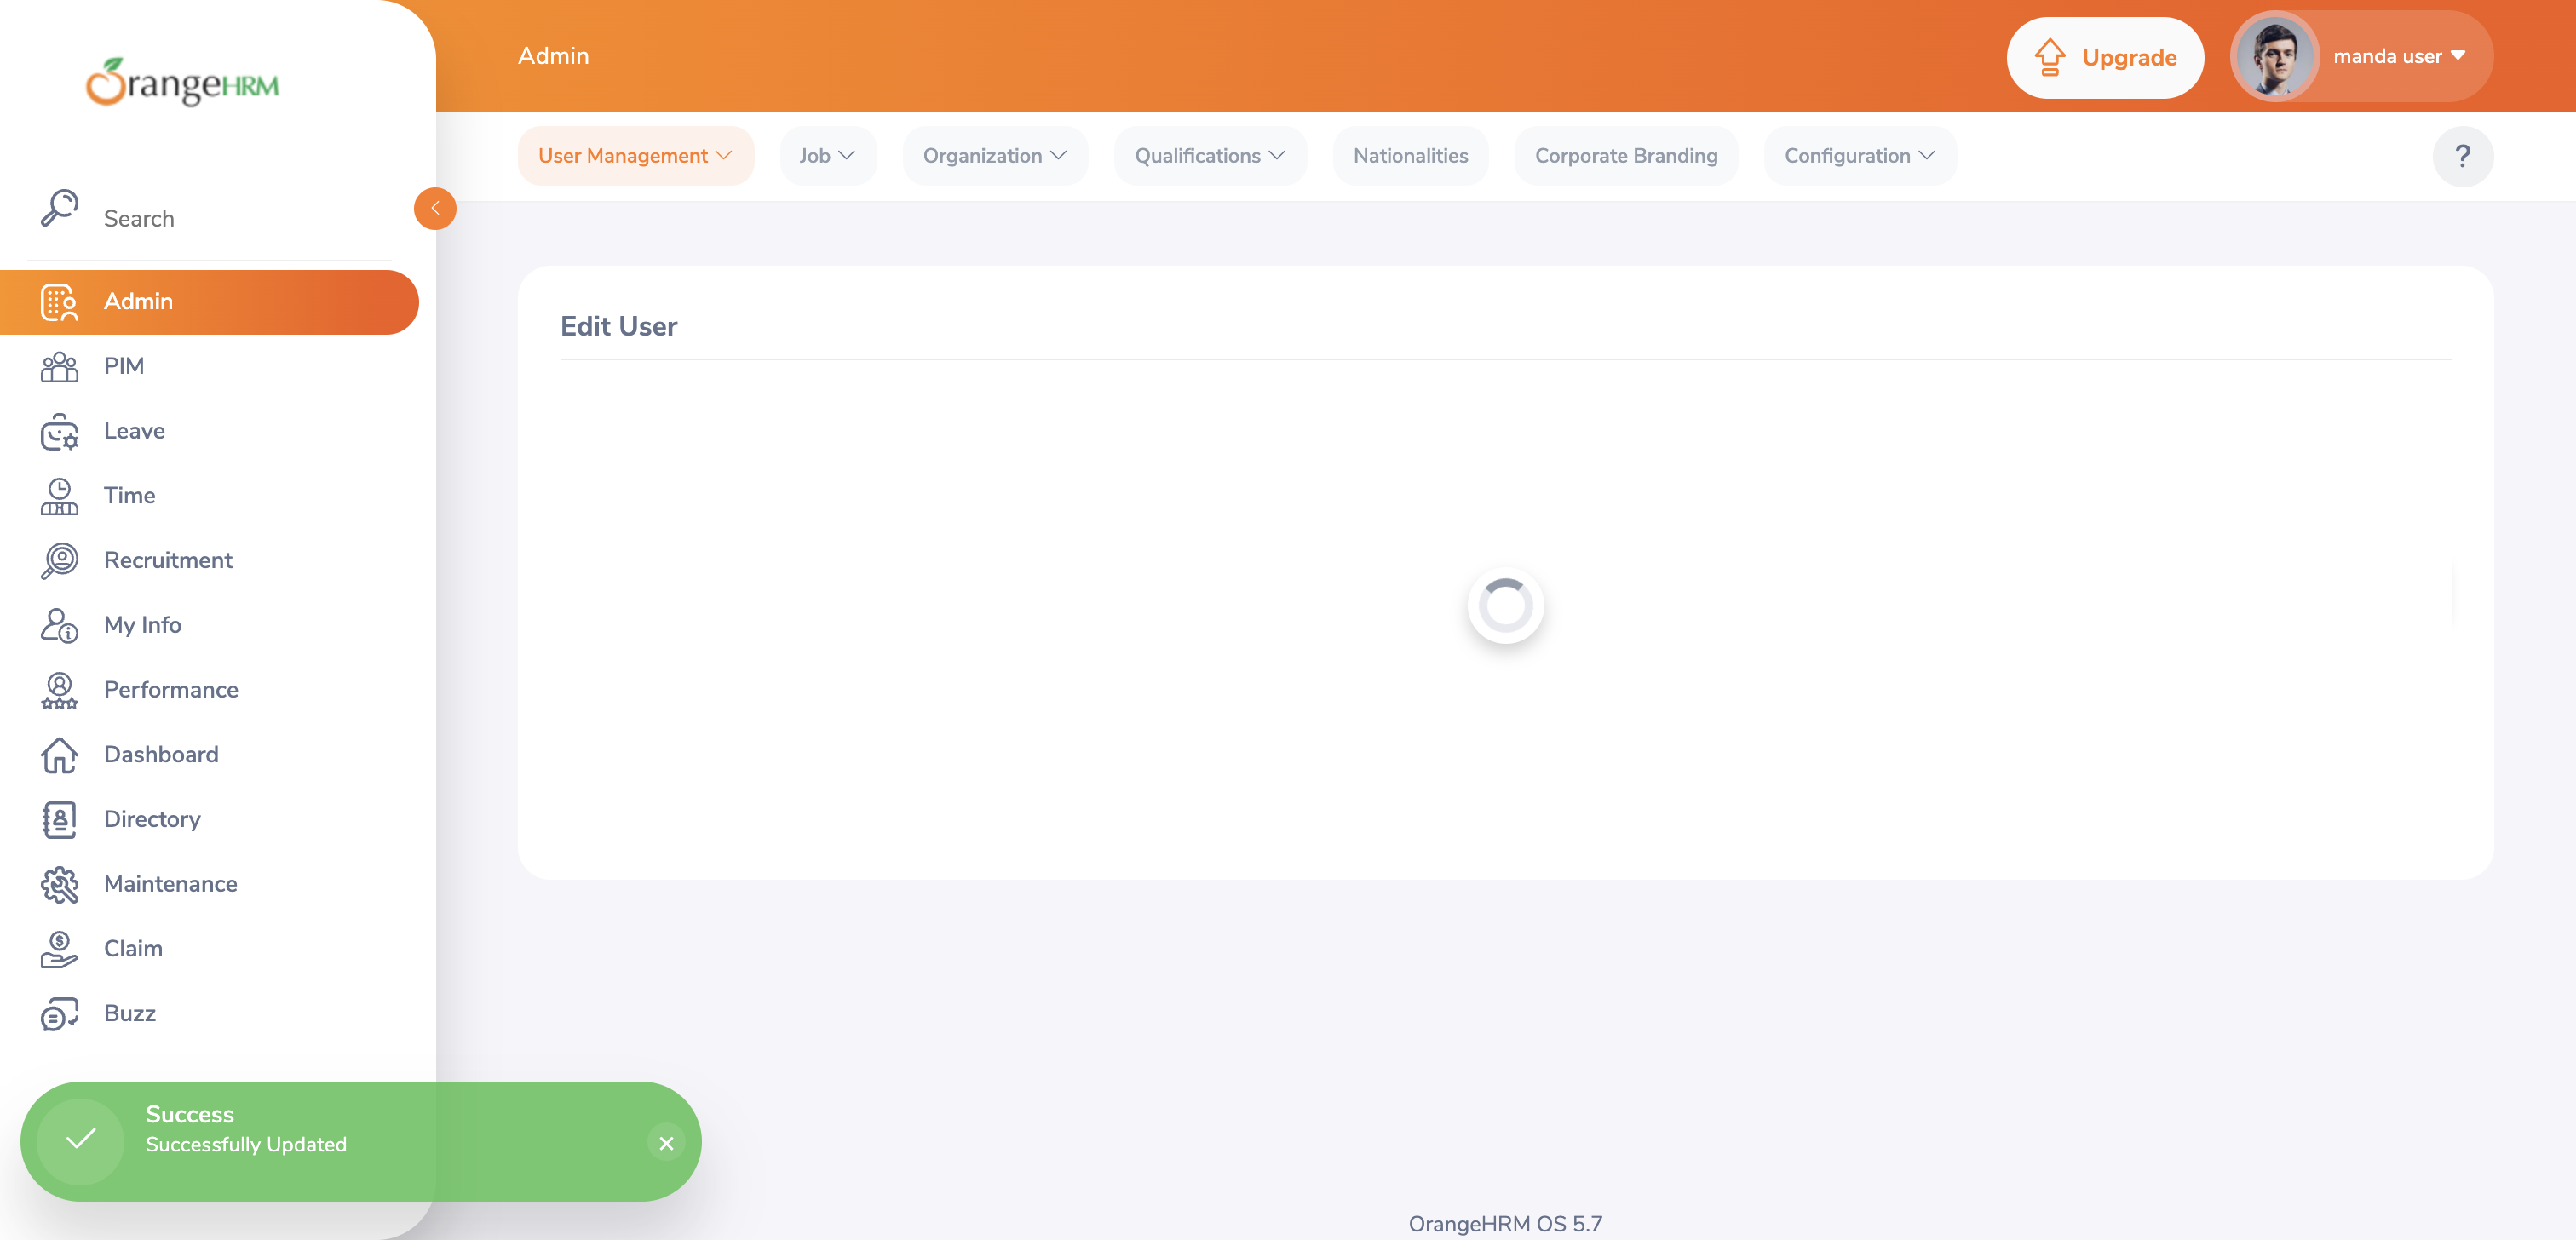 OrangeHRM
Search
Admin
PIM
Leave
Time
Recruitment
My Info
Performance
Dashboard
Directory
Maintenance
Claim
Buzz
Admin
Upgrade
manda user
User Management
Job
Organization
Qualifications
Nationalities
Corporate Branding
Configuration
?
Edit User
Success
Successfully Updated
OrangeHRM OS 5.7